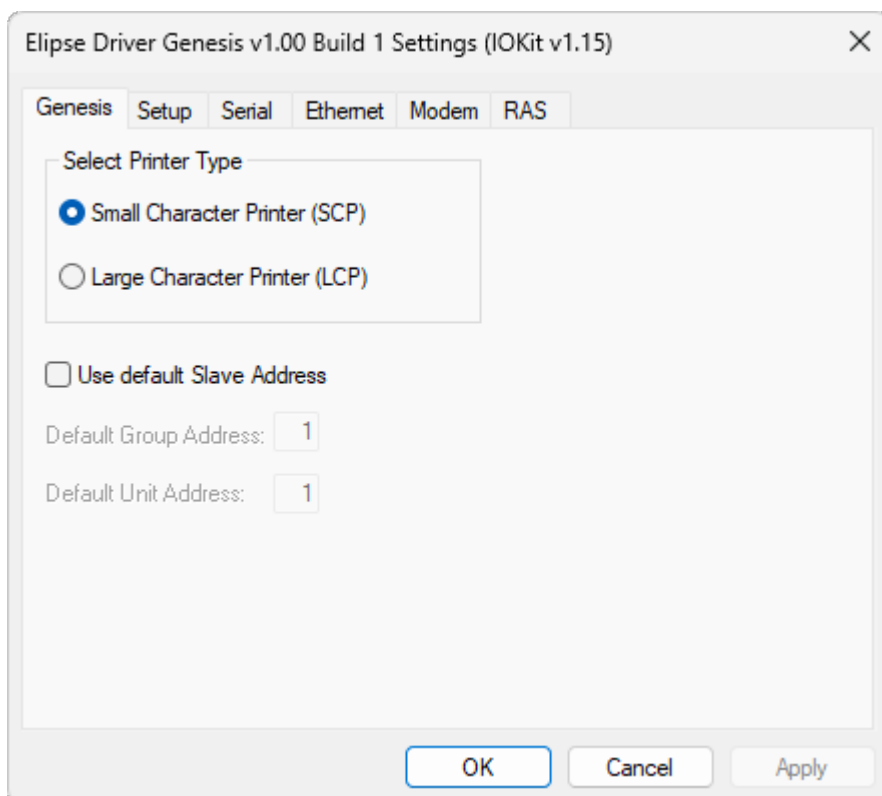 Elipse Driver Genesis v1.00 Build 1 Settings (IOKit v1.15)
Genesis Setup Serial Ethernet Modem RAS
Select Printer Type
Small Character Printer (SCP)
Large Character Printer (LCP)
Use default Slave Address
Default Group Address: 1
Default Unit Address: 1
OK Cancel Apply